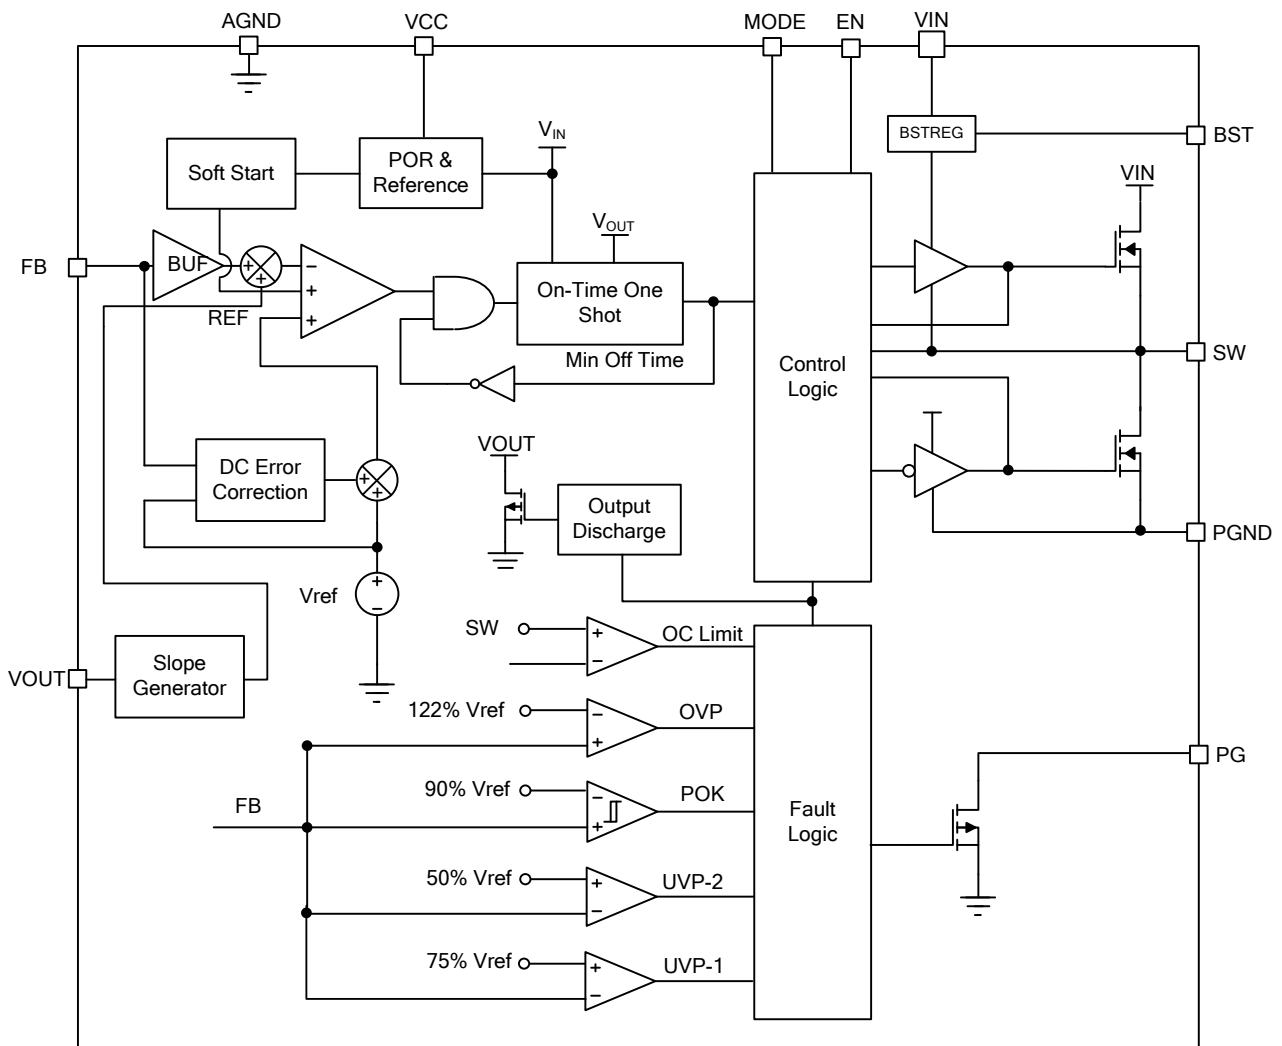 AGND
VCC
MODE
EN
VIN
BSTREG
BST
VIN
VIN
Soft Start
POR &
Reference
VOUT
FB
BUF
+
+
−
+
+
REF
On-Time One
Shot
Min Off Time
Control
Logic
SW
VOUT
DC Error
Correction
+
+
Output
Discharge
PGND
Vref
+
−
SW
+
−
OC Limit
VOUT
Slope
Generator
122% Vref
−
+
OVP
PG
90% Vref
−
+
POK
FB
Fault
Logic
50% Vref
+
−
UVP-2
75% Vref
+
−
UVP-1